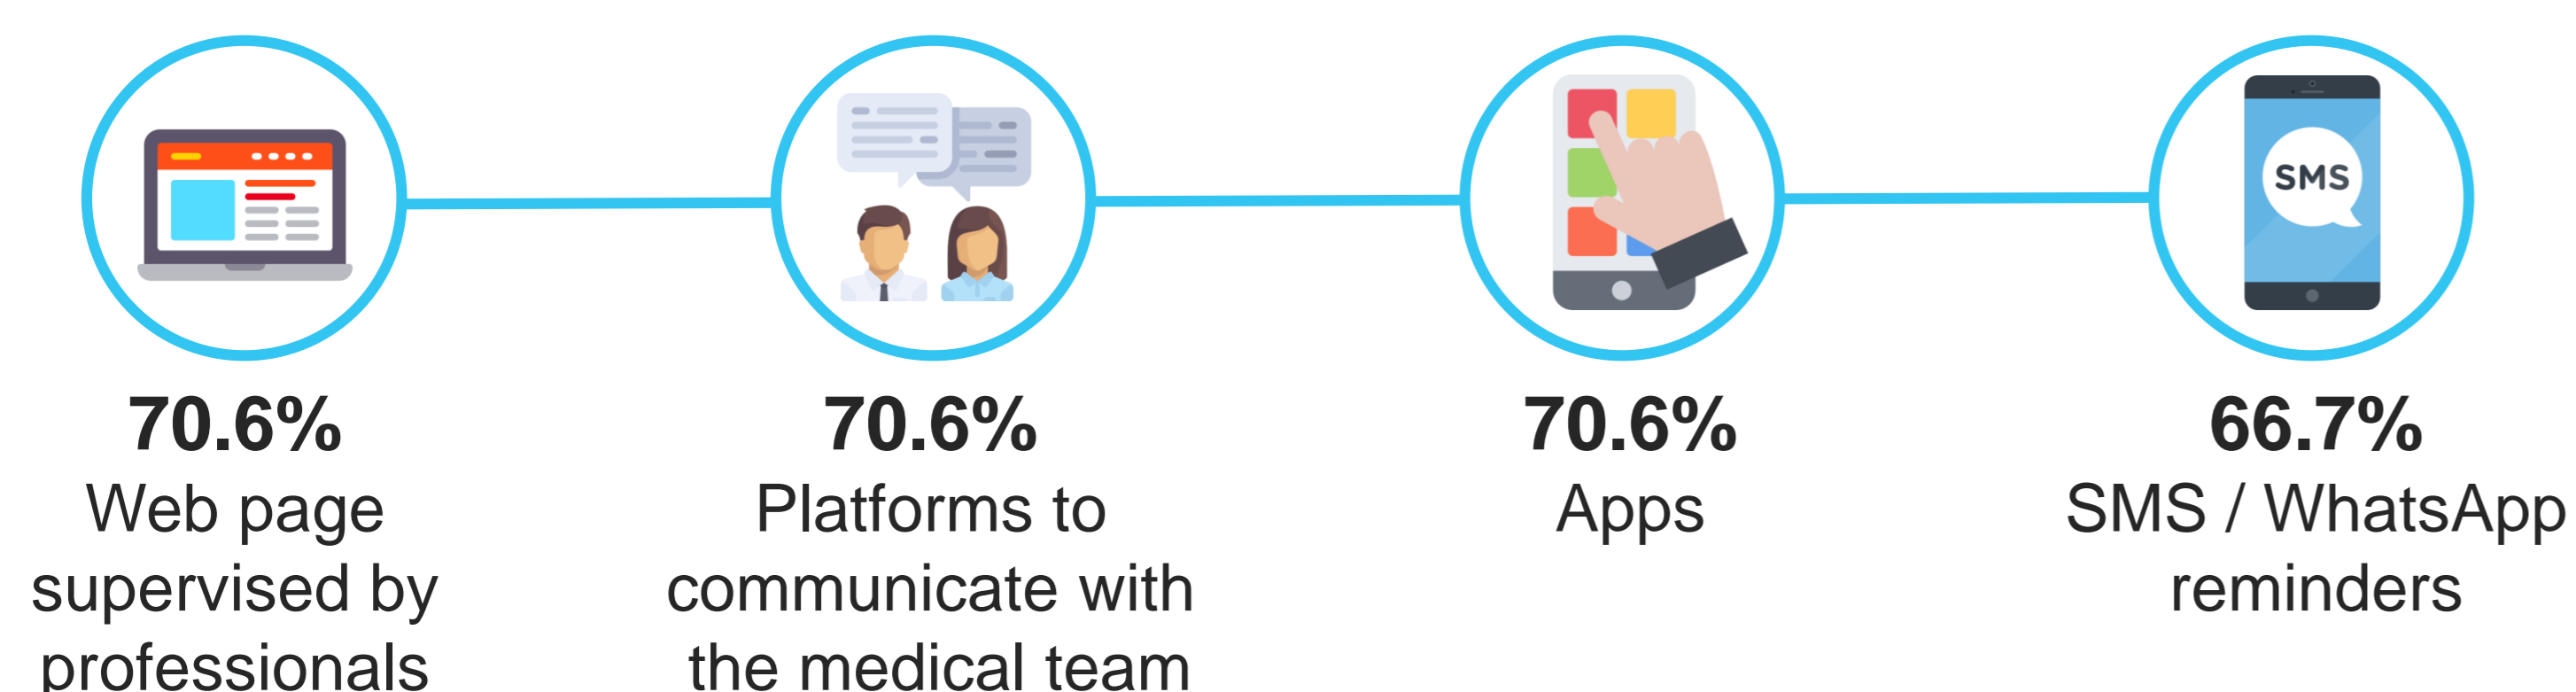 SMS
70.6%
Web page
supervised by
professionals
70.6%
Platforms to
communicate with
the medical team
70.6%
Apps
66.7%
SMS / WhatsApp
reminders